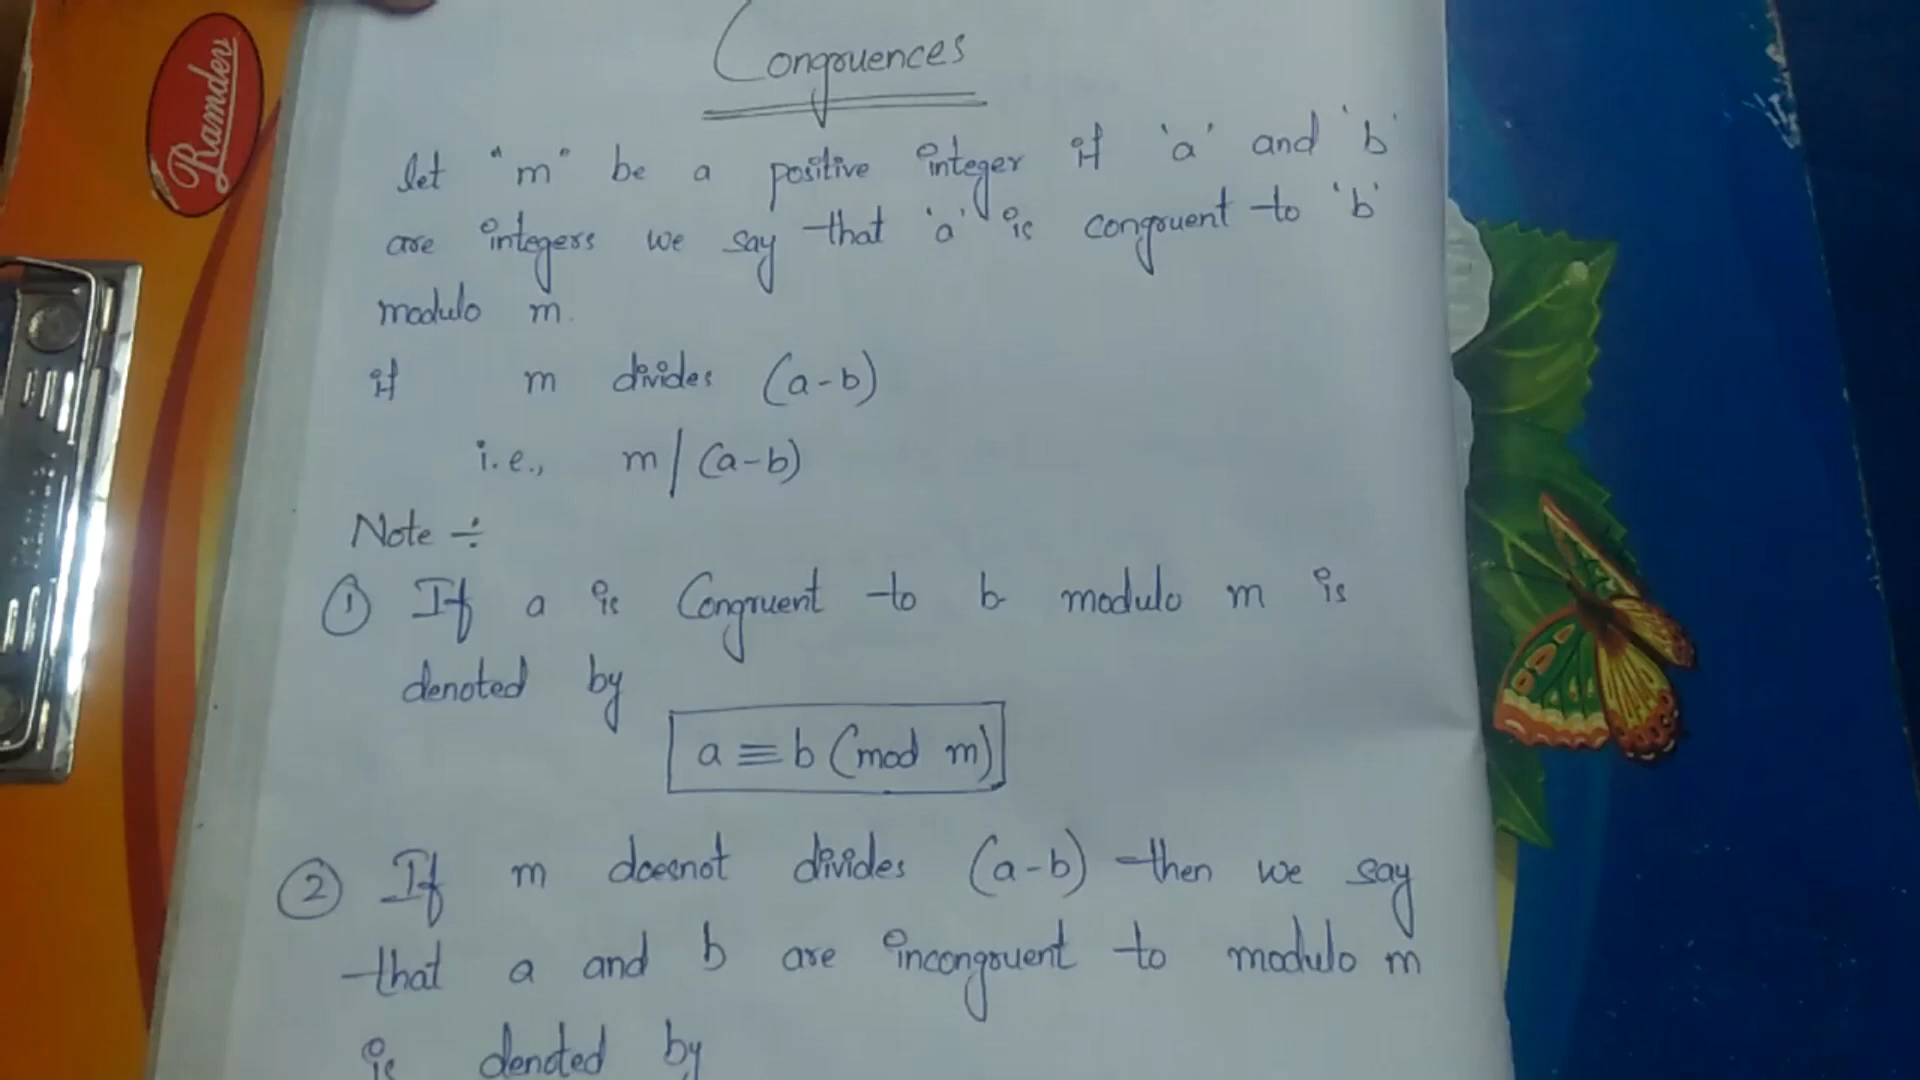 Ramdev
Congruences
let "m" be a positive integer if 'a' and 'b'
are integers we say that 'a' is congruent to 'b'
modulo m.
if m divides (a-b)
i.e., m/(a-b)
Note ÷
① If a is Congruent to b modulo m is
denoted by
a ≡ b (mod m)
② If m doesnot divides (a-b) then we say
that a and b are incongruent to modulo m
is denoted by